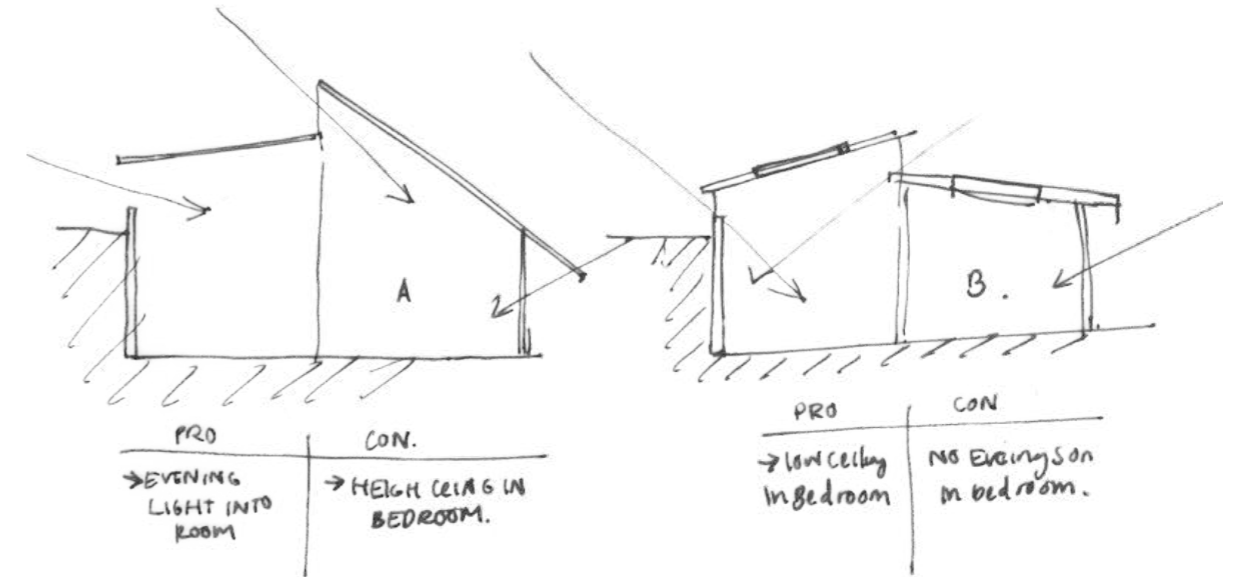 A
B.
PRO
CON.
→EVENING
LIGHT INTO
ROOM
→HEIGH CEING IN
BEDROOM.
PRO
CON
→low ceiling
in Bedroom
NO Evening Sun
in bedroom.